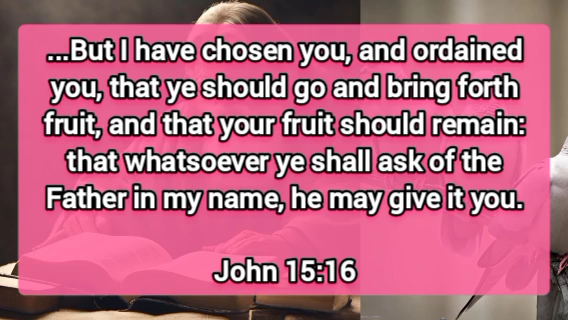 ...But I have chosen you, and ordained
you, that ye should go and bring forth
fruit, and that your fruit should remain:
that whatsoever ye shall ask of the
Father in my name, he may give it you.
John 15:16